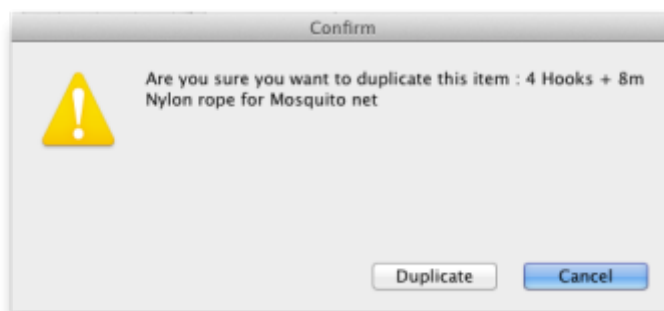 Confirm
Are you sure you want to duplicate this item : 4 Hooks + 8m
Nylon rope for Mosquito net
Duplicate
Cancel